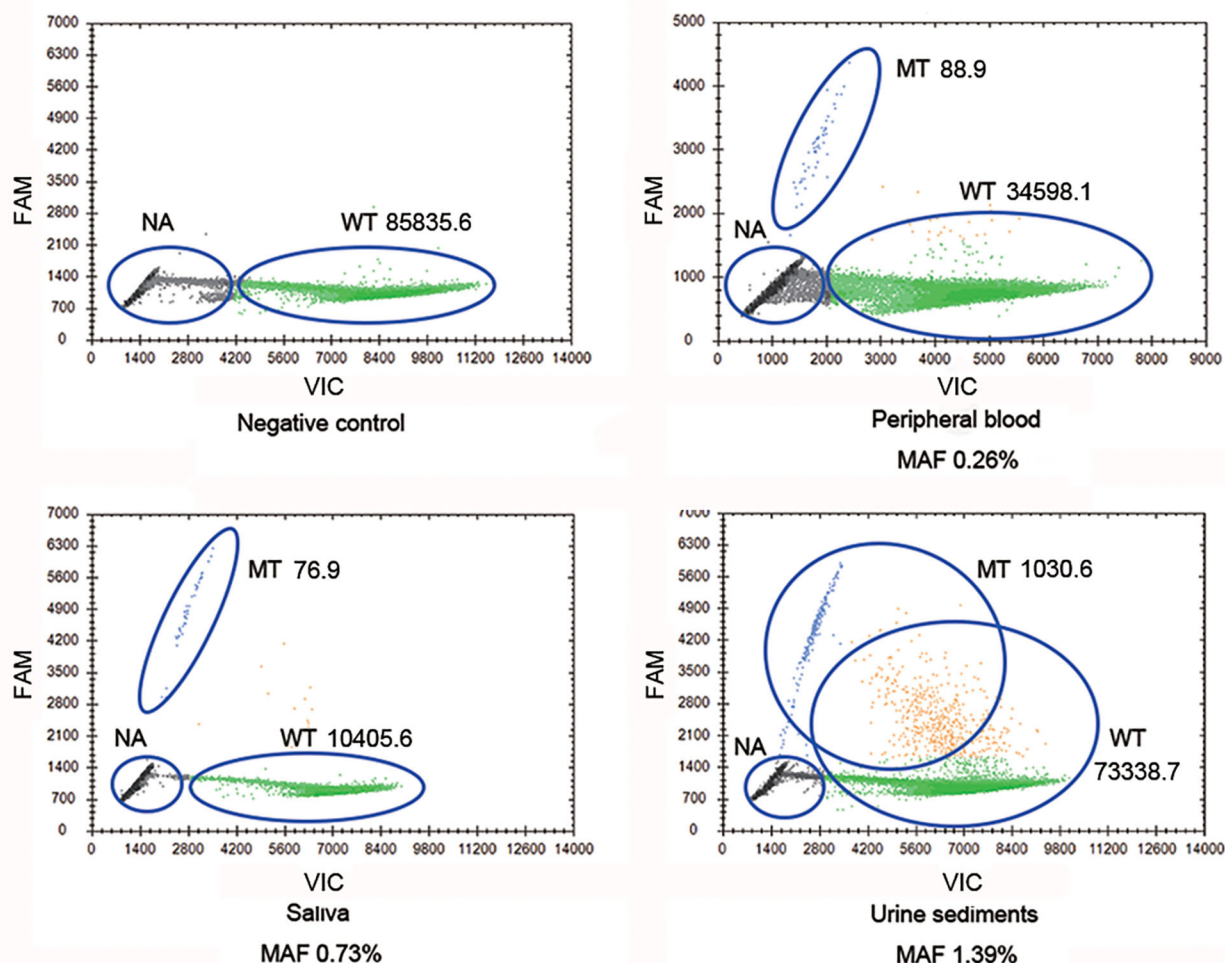 7000
6300
5600
4900
4200
3500
2800
2100
1400
700
0
FAM
NA
WT 85835.6
0 1400 2800 4200 5600 7000 8400 9800 11200 12600 14000
VIC
Negative control
5000
4000
3000
2000
1000
0
FAM
MT 88.9
NA
WT 34598.1
0 1000 2000 3000 4000 5000 6000 7000 8000 9000
VIC
Peripheral blood
MAF 0.26%
7000
6300
5600
4900
4200
3500
2800
2100
1400
700
0
FAM
MT 76.9
NA
WT 10405.6
0 1400 2800 4200 5600 7000 8400 9800 11200 12600 14000
VIC
Saliva
MAF 0.73%
7000
6300
5600
4900
4200
3500
2800
2100
1400
700
0
FAM
MT 1030.6
NA
WT
73338.7
0 1400 2800 4200 5600 7000 8400 9800 11200 12600 14000
VIC
Urine sediments
MAF 1.39%